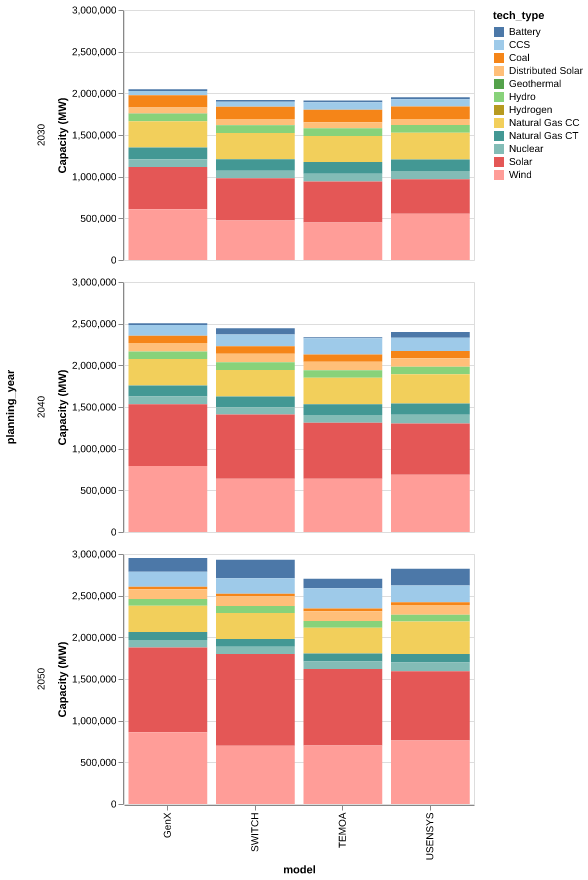 tech_type
Battery
CCS
Coal
Distributed Solar
Geothermal
Hydro
Hydrogen
Natural Gas CC
Natural Gas CT
Nuclear
Solar
Wind
planning_year
2030
Capacity (MW)
3,000,000
2,500,000
2,000,000
1,500,000
1,000,000
500,000
0
2040
Capacity (MW)
3,000,000
2,500,000
2,000,000
1,500,000
1,000,000
500,000
0
2050
Capacity (MW)
3,000,000
2,500,000
2,000,000
1,500,000
1,000,000
500,000
0
GenX
SWITCH
TEMOA
USENSYS
model